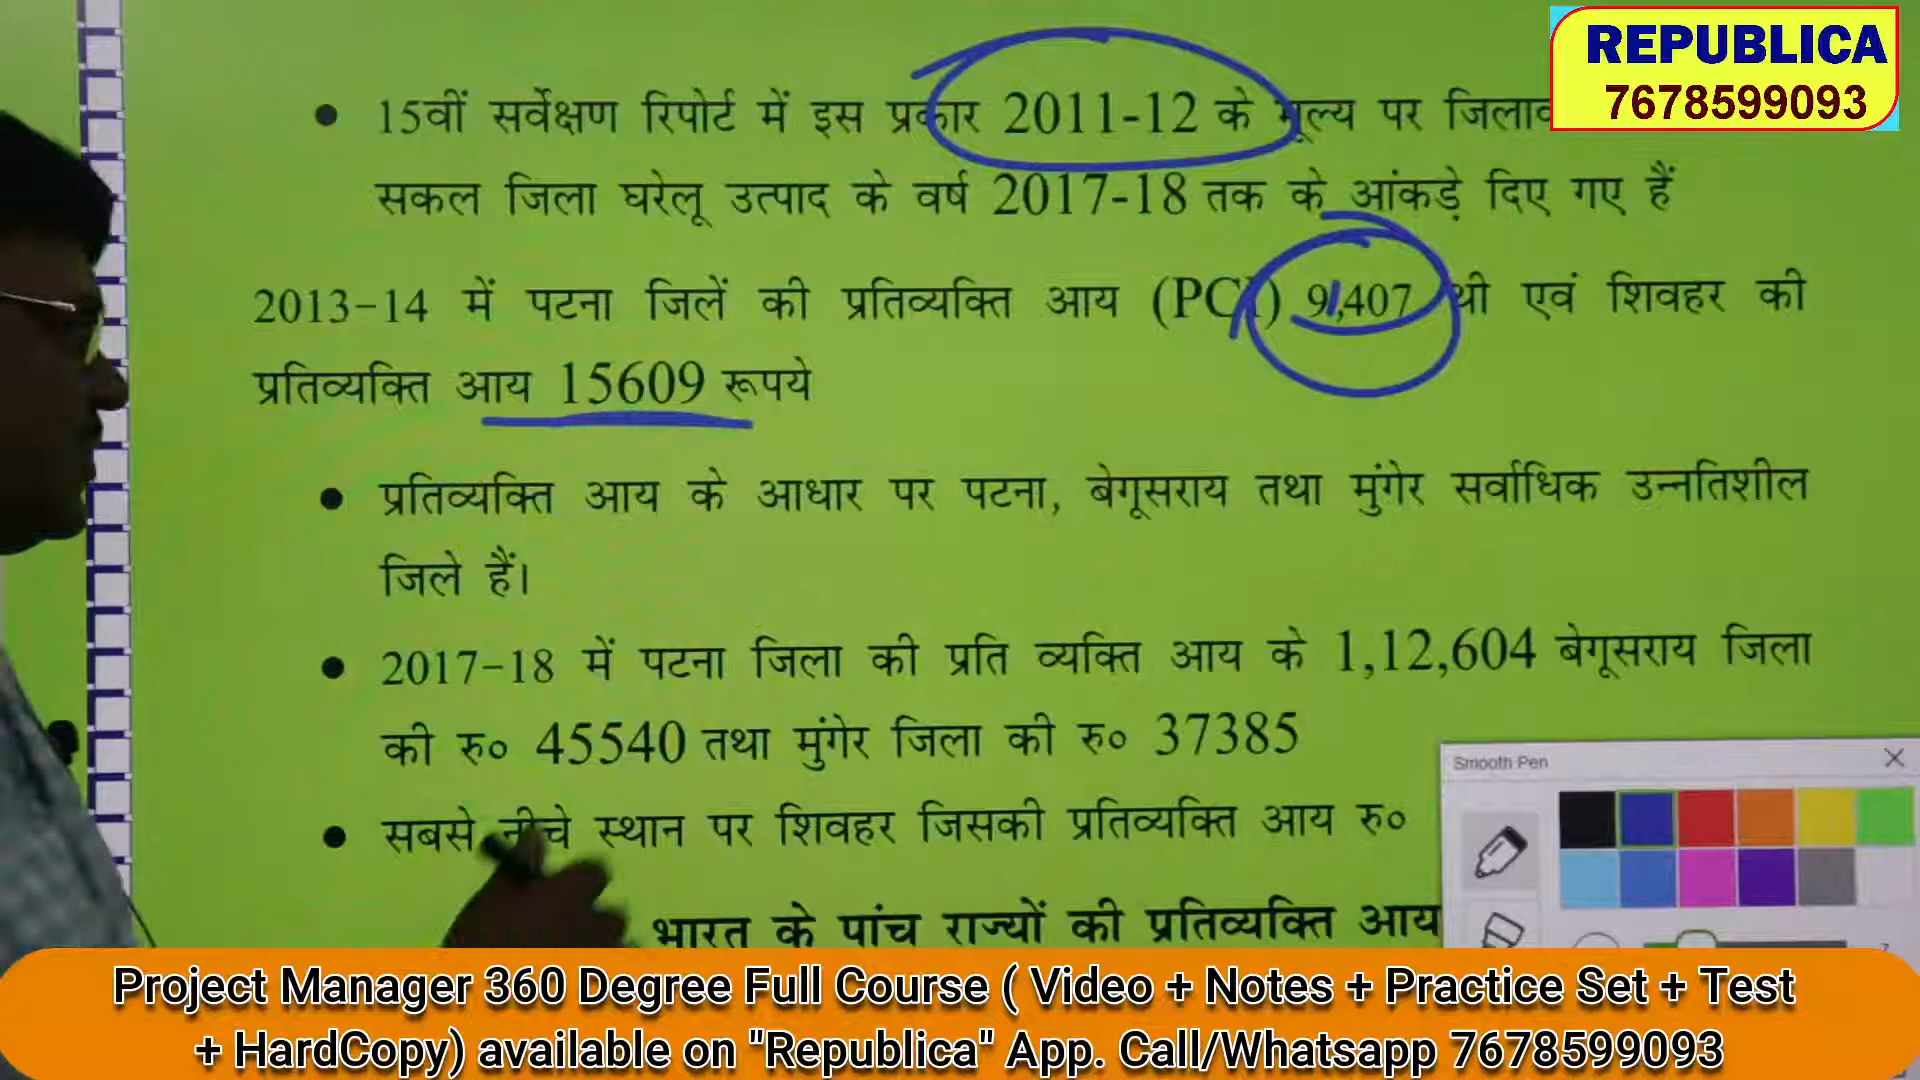 REPUBLICA
7678599093
15वीं सर्वेक्षण रिपोर्ट में इस प्रकार 2011-12 के मूल्य पर
सकल जिला घरेलू उत्पाद के वर्ष 2017-18 तक के आंकड़े दिए गए हैं
2013-14 में पटना जिलें की प्रतिव्यक्ति आय (PCI) 91,407 थी एवं शिवहर की
प्रतिव्यक्ति आय 15609 रूपये
प्रतिव्यक्ति आय के आधार पर पटना, बेगूसराय तथा मुंगेर सर्वाधिक उन्नतिशील
जिले हैं।
2017-18 में पटना जिला की प्रति व्यक्ति आय के 1,12,604 बेगूसराय जिला
की रु० 45540 तथा मुंगेर जिला की रु० 37385
सबसे नीचे स्थान पर शिवहर जिसकी प्रतिव्यक्ति आय रु०
भारत के पांच राज्यों की प्रतिव्यक्ति आय
Smooth Pen
Project Manager 360 Degree Full Course ( Video + Notes + Practice Set + Test
+ HardCopy) available on "Republica" App. Call/Whatsapp 7678599093